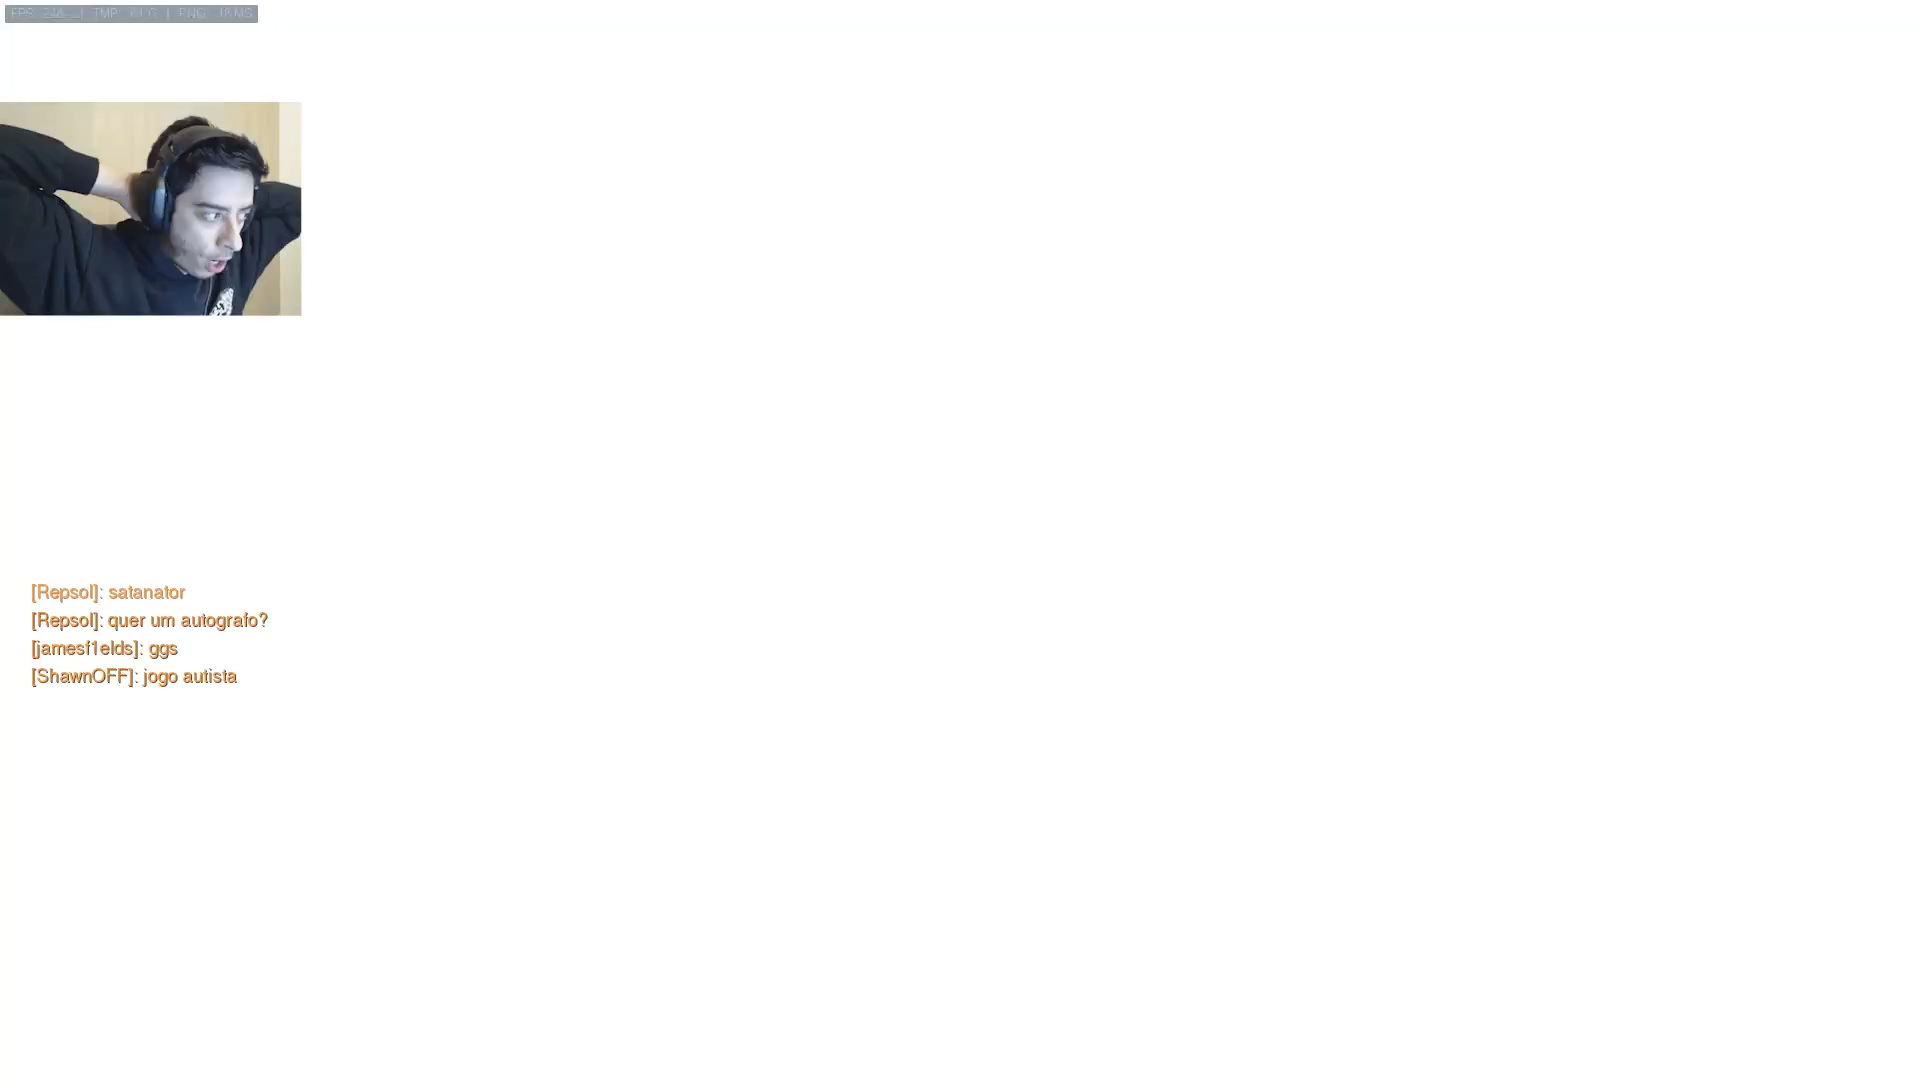 [Repsol]: satanator
[Repsol]: quer um autografo?
[jamesf1elds]: ggs
[ShawnOFF]: jogo autista